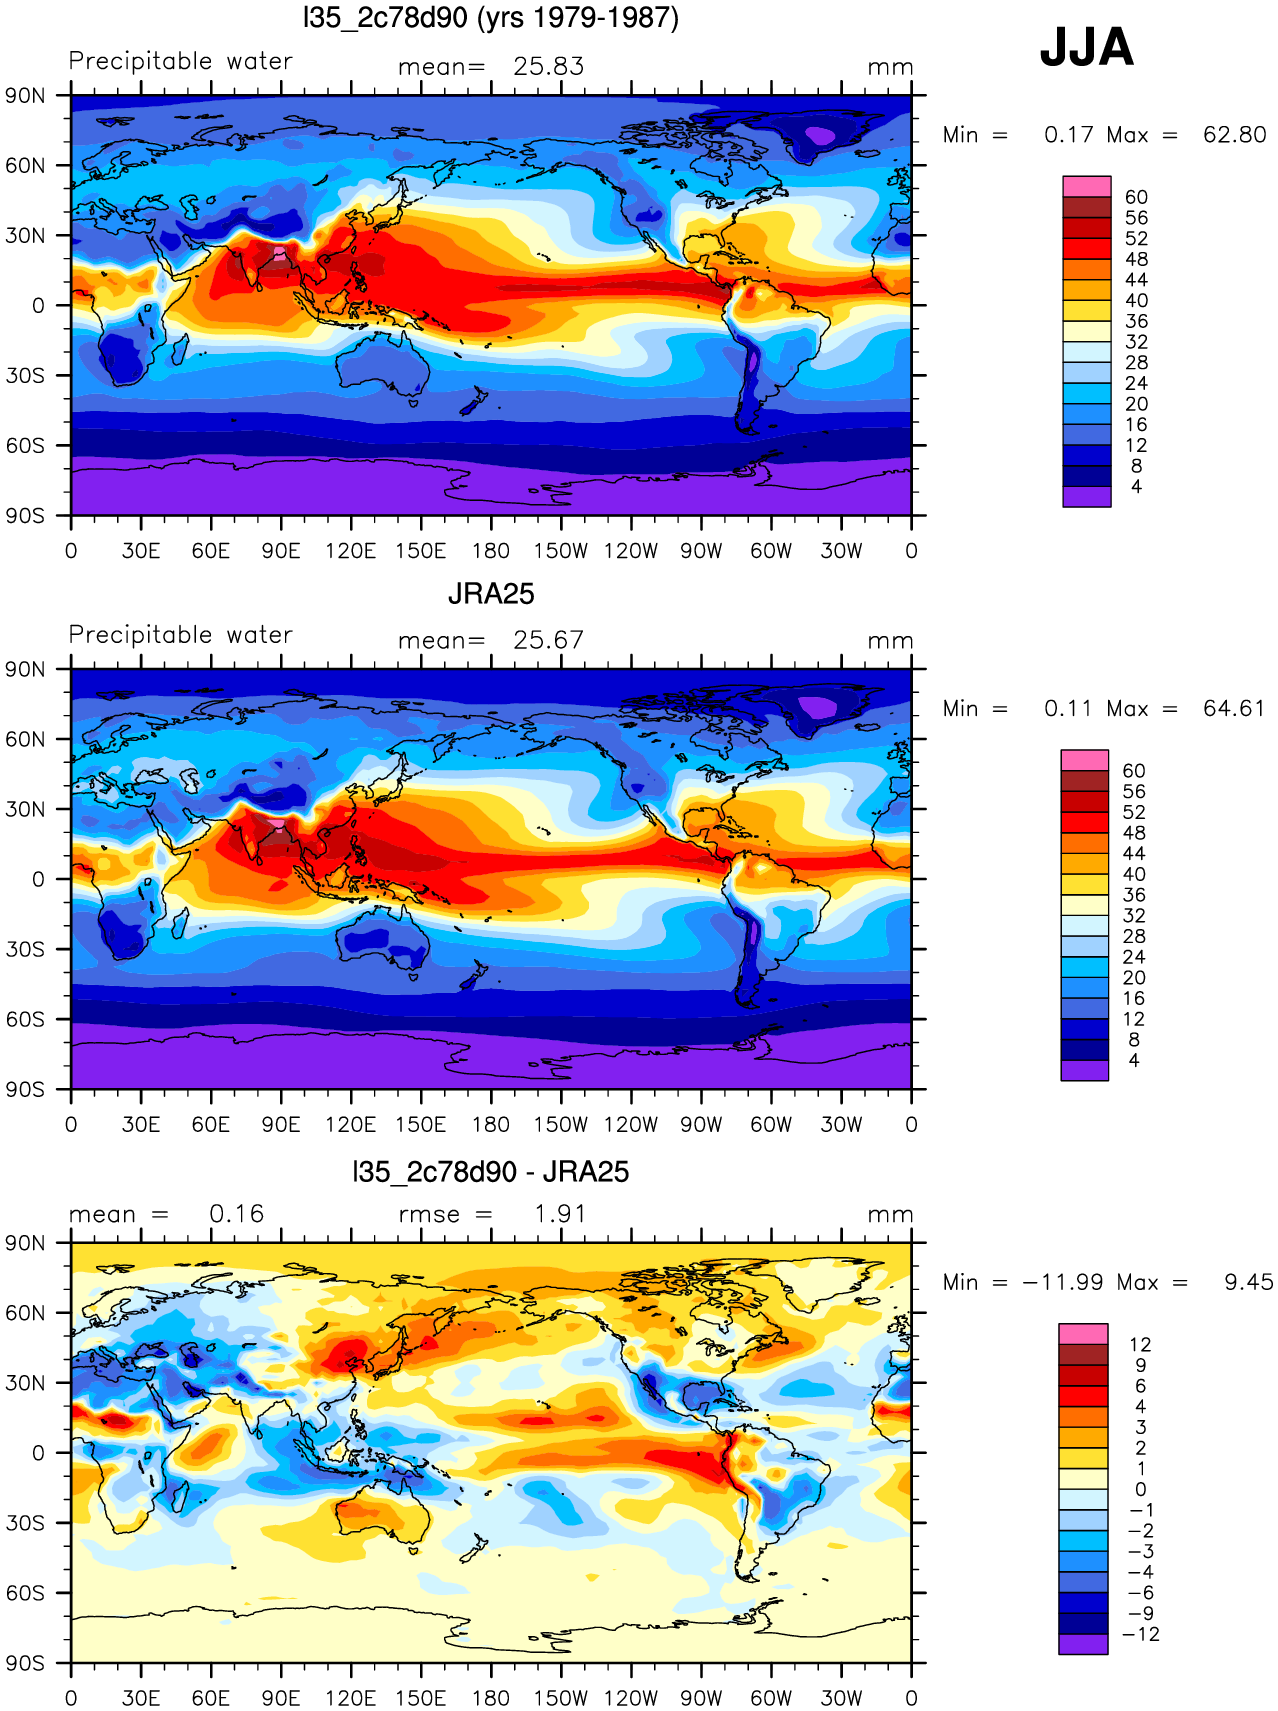 l35_2c78d90 (yrs 1979-1987)
JJA
Precipitable water mean= 25.83 mm
Min = 0.17 Max = 62.80
90N
60N
30N
0
30S
60S
90S
0 30E 60E 90E 120E 150E 180 150W 120W 90W 60W 30W 0
60
56
52
48
44
40
36
32
28
24
20
16
12
8
4
JRA25
Precipitable water mean= 25.67 mm
Min = 0.11 Max = 64.61
90N
60N
30N
0
30S
60S
90S
0 30E 60E 90E 120E 150E 180 150W 120W 90W 60W 30W 0
60
56
52
48
44
40
36
32
28
24
20
16
12
8
4
l35_2c78d90 - JRA25
mean = 0.16 rmse = 1.91 mm
Min = -11.99 Max = 9.45
90N
60N
30N
0
30S
60S
90S
0 30E 60E 90E 120E 150E 180 150W 120W 90W 60W 30W 0
12
9
6
4
3
2
1
0
-1
-2
-3
-4
-6
-9
-12